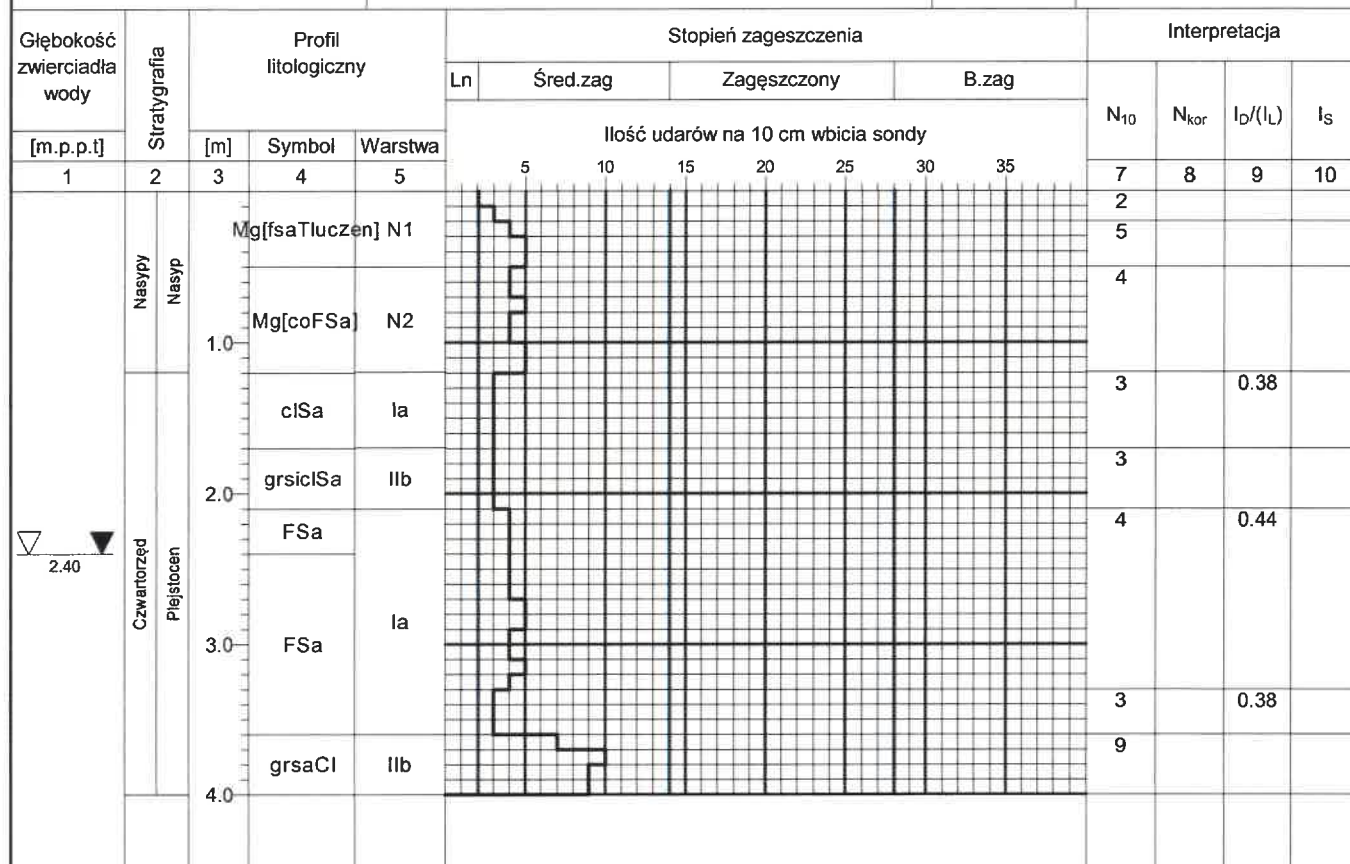 Głębokość zwierciadła wody
[m.p.p.t]
1
Stratygrafia
2
Profil litologiczny
[m]
Symbol
Warstwa
3
4
5
Stopień zageszczenia
Ln
Śred.zag
Zagęszczony
B.zag
Ilość udarów na 10 cm wbicia sondy
5 10 15 20 25 30 35
Interpretacja
N10
Nkor
ID/(IL)
IS
7
8
9
10
Nasypy
Nasyp
Mg[fsaTluczen] N1
2
5
Mg[coFSa] N2
4
1.0
clSa Ia
3 0.38
grsiclSa IIb
3
2.0
Czwartorzęd
Plejstocen
FSa
4 0.44
2.40
FSa
Ia
3.0
3 0.38
grsaCl IIb
9
4.0